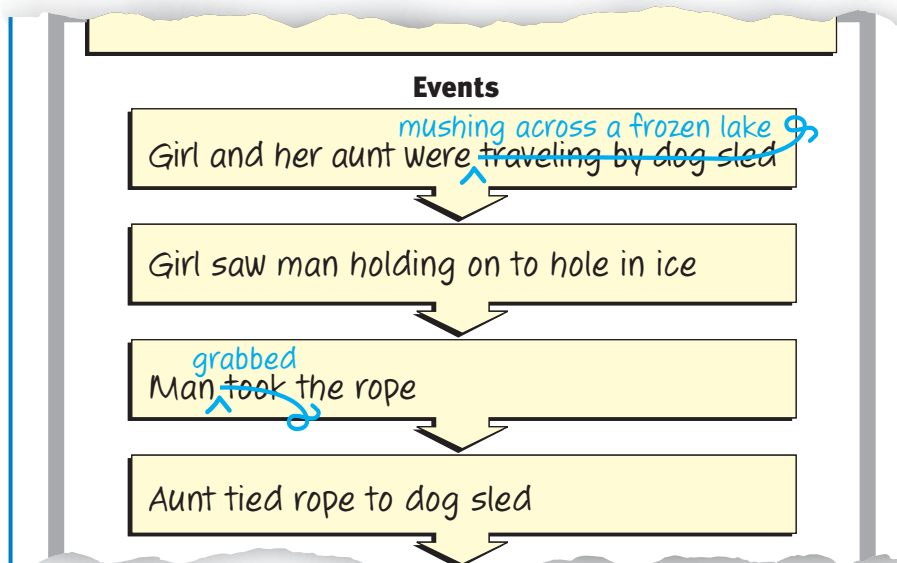 Events
mushing across a frozen lake
Girl and her aunt were traveling by dog sled
Girl saw man holding on to hole in ice
grabbed
Man took the rope
Aunt tied rope to dog sled